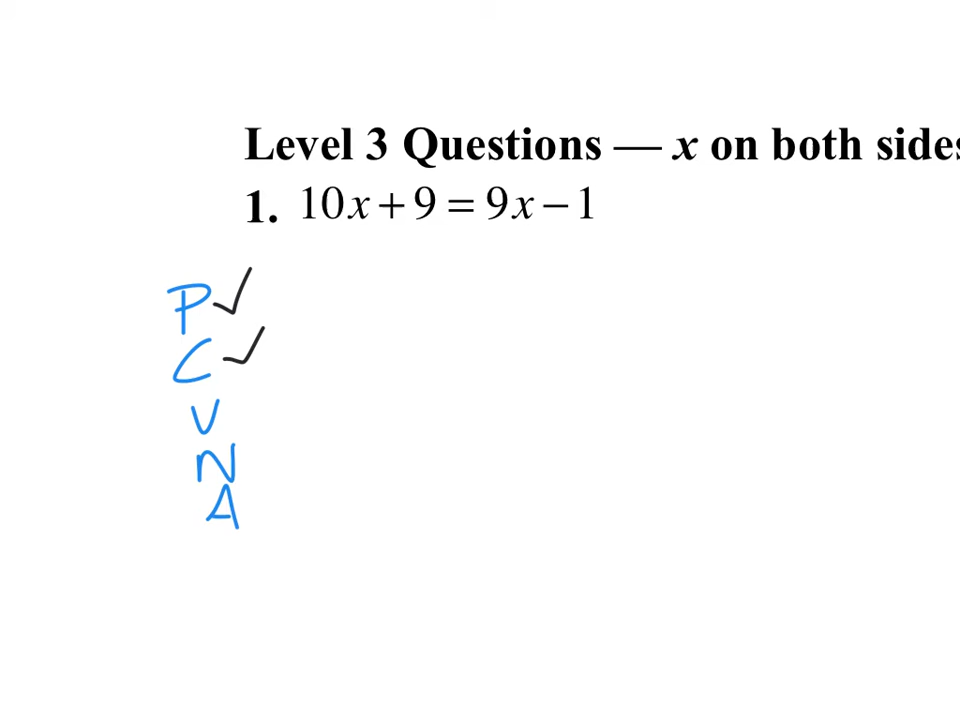 Level 3 Questions — x on both sides
1. 10x + 9 = 9x − 1
P ✓
C ✓
V
N
A